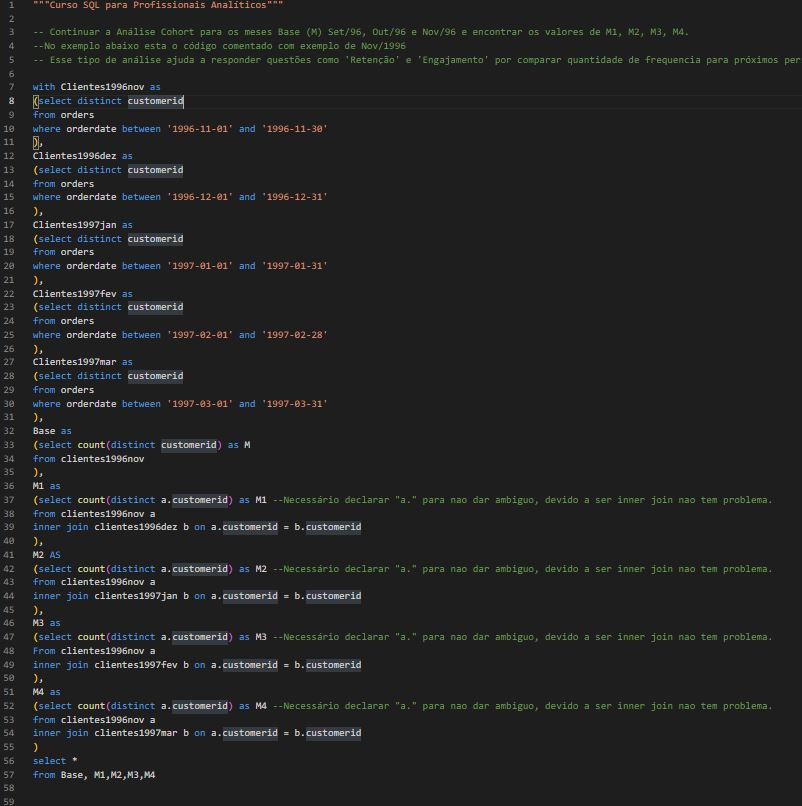 1 """Curso SQL para Profissionais Analíticos"""
2
3 -- Continuar a Análise Cohort para os meses Base (M) Set/96, Out/96 e Nov/96 e encontrar os valores de M1, M2, M3, M4.
4 --No exemplo abaixo esta o código comentado com exemplo de Nov/1996
5 -- Esse tipo de análise ajuda a responder questões como 'Retenção' e 'Engajamento' por comparar quantidade de frequencia para próximos per
6
7 with Clientes1996nov as
8 (select distinct customerid
9 from orders
10 where orderdate between '1996-11-01' and '1996-11-30'
11 ),
12 Clientes1996dez as
13 (select distinct customerid
14 from orders
15 where orderdate between '1996-12-01' and '1996-12-31'
16 ),
17 Clientes1997jan as
18 (select distinct customerid
19 from orders
20 where orderdate between '1997-01-01' and '1997-01-31'
21 ),
22 Clientes1997fev as
23 (select distinct customerid
24 from orders
25 where orderdate between '1997-02-01' and '1997-02-28'
26 ),
27 Clientes1997mar as
28 (select distinct customerid
29 from orders
30 where orderdate between '1997-03-01' and '1997-03-31'
31 ),
32 Base as
33 (select count(distinct customerid) as M
34 from clientes1996nov
35 ),
36 M1 as
37 (select count(distinct a.customerid) as M1 --Necessário declarar "a." para nao dar ambiguo, devido a ser inner join nao tem problema.
38 from clientes1996nov a
39 inner join clientes1996dez b on a.customerid = b.customerid
40 ),
41 M2 AS
42 (select count(distinct a.customerid) as M2 --Necessário declarar "a." para nao dar ambiguo, devido a ser inner join nao tem problema.
43 from clientes1996nov a
44 inner join clientes1997jan b on a.customerid = b.customerid
45 ),
46 M3 as
47 (select count(distinct a.customerid) as M3 --Necessário declarar "a." para nao dar ambiguo, devido a ser inner join nao tem problema.
48 From clientes1996nov a
49 inner join clientes1997fev b on a.customerid = b.customerid
50 ),
51 M4 as
52 (select count(distinct a.customerid) as M4 --Necessário declarar "a." para nao dar ambiguo, devido a ser inner join nao tem problema.
53 from clientes1996nov a
54 inner join clientes1997mar b on a.customerid = b.customerid
55 )
56 select *
57 from Base, M1,M2,M3,M4
58
59